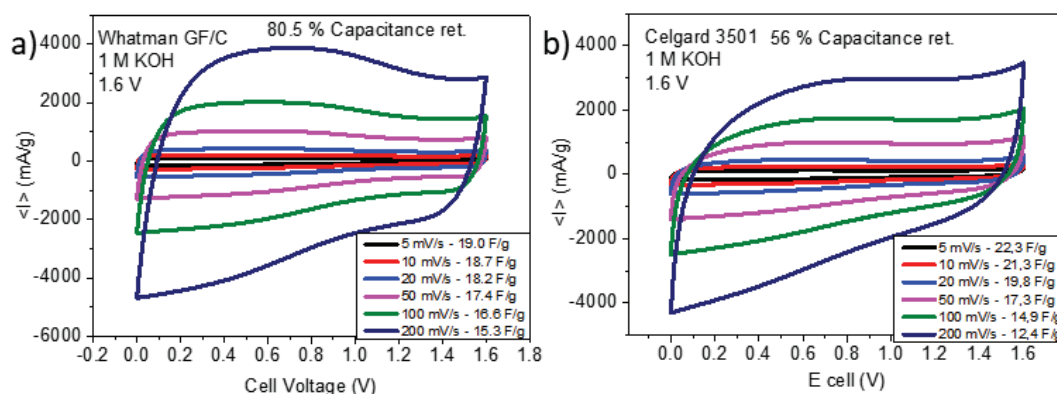 a)
Whatman GF/C
1 M KOH
1.6 V
80.5 % Capacitance ret.
4000
2000
0
-2000
-4000
-6000
<I> (mA/g)
5 mV/s - 19.0 F/g
10 mV/s - 18.7 F/g
20 mV/s - 18.2 F/g
50 mV/s - 17.4 F/g
100 mV/s - 16.6 F/g
200 mV/s - 15.3 F/g
-0.2 0.0 0.2 0.4 0.6 0.8 1.0 1.2 1.4 1.6 1.8
Cell Voltage (V)
b)
Celgard 3501 56 % Capacitance ret.
1 M KOH
1.6 V
4000
2000
0
-2000
-4000
<I> (mA/g)
5 mV/s - 22,3 F/g
10 mV/s - 21,3 F/g
20 mV/s - 19,8 F/g
50 mV/s - 17,3 F/g
100 mV/s - 14,9 F/g
200 mV/s - 12,4 F/g
0.0 0.2 0.4 0.6 0.8 1.0 1.2 1.4 1.6
E cell (V)